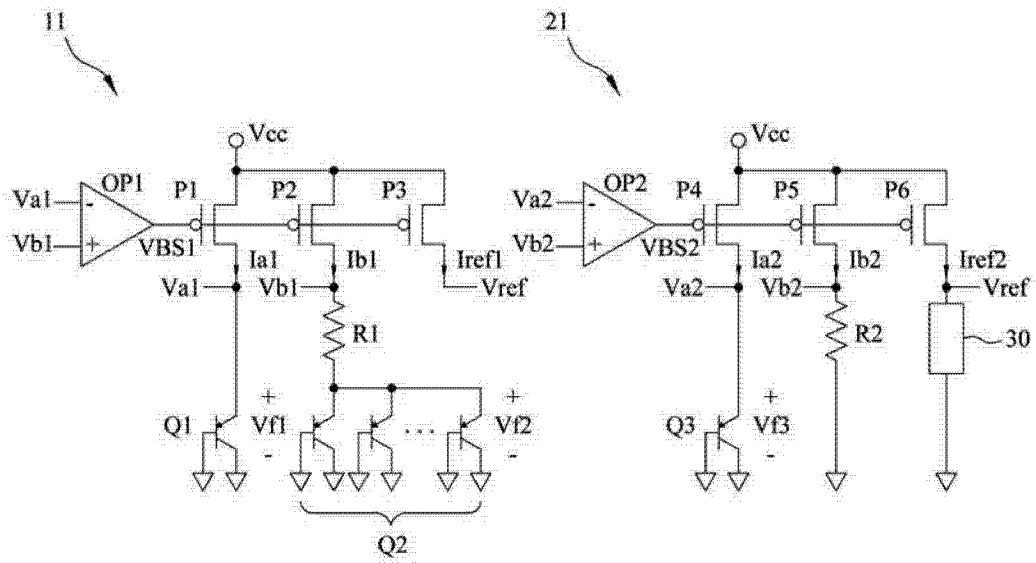 11
21
Vcc
Vcc
OP1
P1
P2
P3
OP2
P4
P5
P6
Va1
-
Vb1
+
VBS1
Va2
-
Vb2
+
VBS2
Ia1
Ib1
Iref1
Ia2
Ib2
Iref2
Va1
Vb1
Vref
Va2
Vb2
Vref
R1
R2
30
Q1
+
Vf1
-
...
+
Vf2
-
Q3
+
Vf3
-
Q2